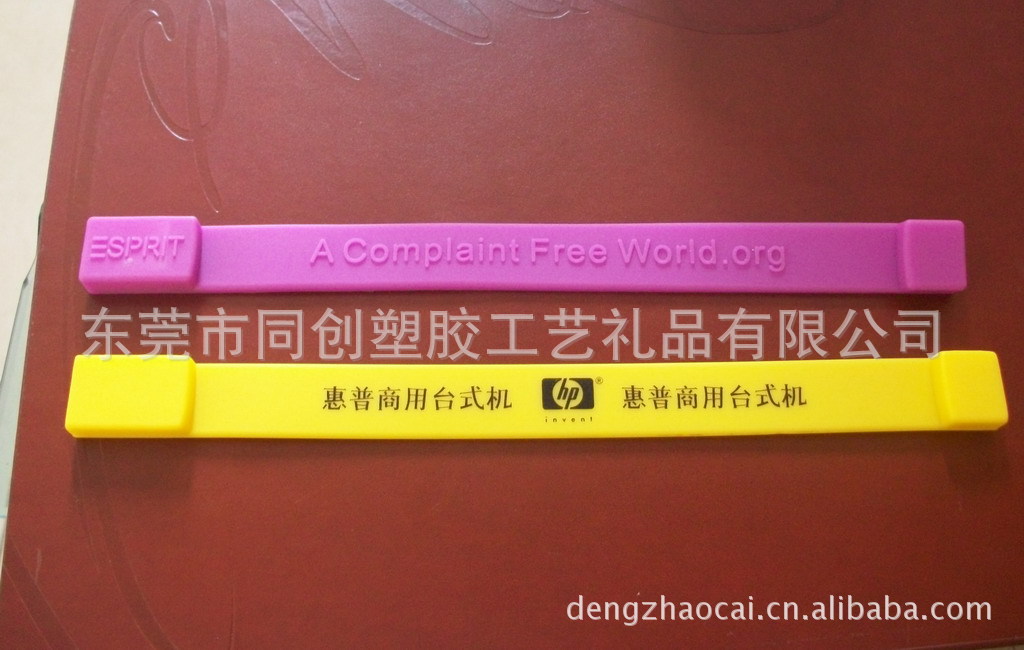 ESPRIT A Complaint Free World.org
东莞市同创塑胶工艺礼品有限公司
惠普商用台式机 hp® 惠普商用台式机
invent
dengzhaocai.cn.alibaba.com